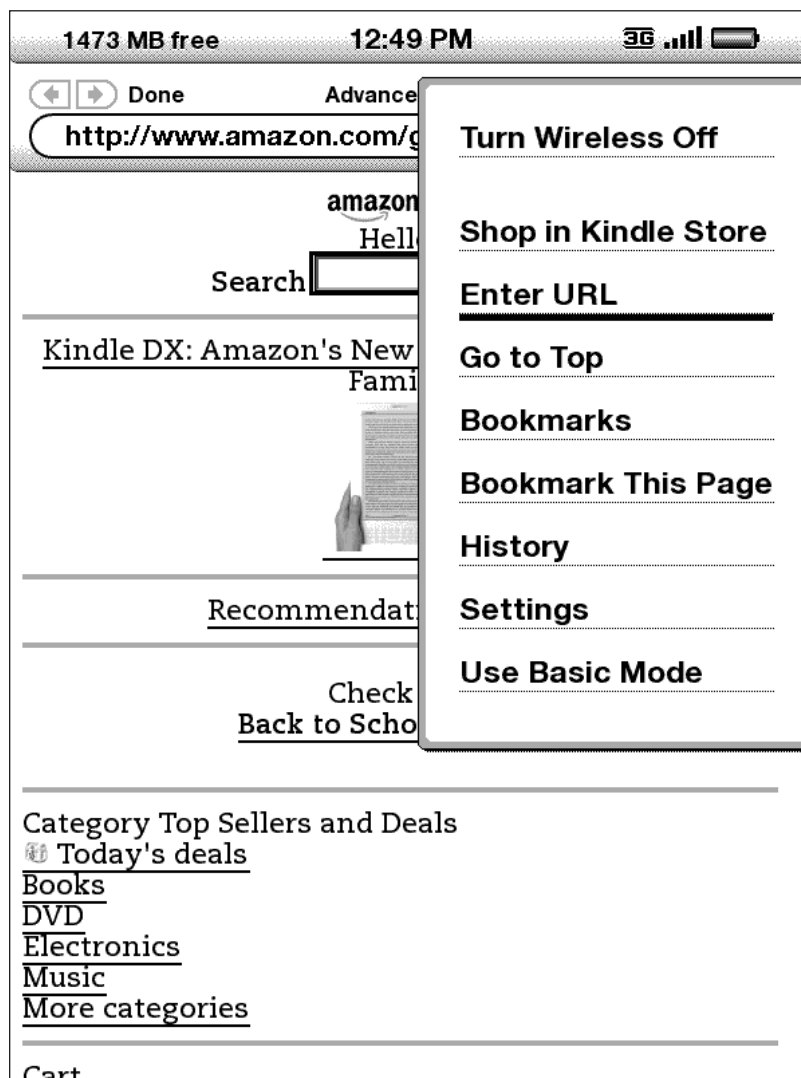 1473 MB free 12:49 PM 3G
Done Advance
http://www.amazon.com/g
amazon
Hell
Search
Kindle DX: Amazon's New
Fami
Recommendat
Check
Back to Scho
Turn Wireless Off
Shop in Kindle Store
Enter URL
Go to Top
Bookmarks
Bookmark This Page
History
Settings
Use Basic Mode
Category Top Sellers and Deals
Today's deals
Books
DVD
Electronics
Music
More categories
Cart